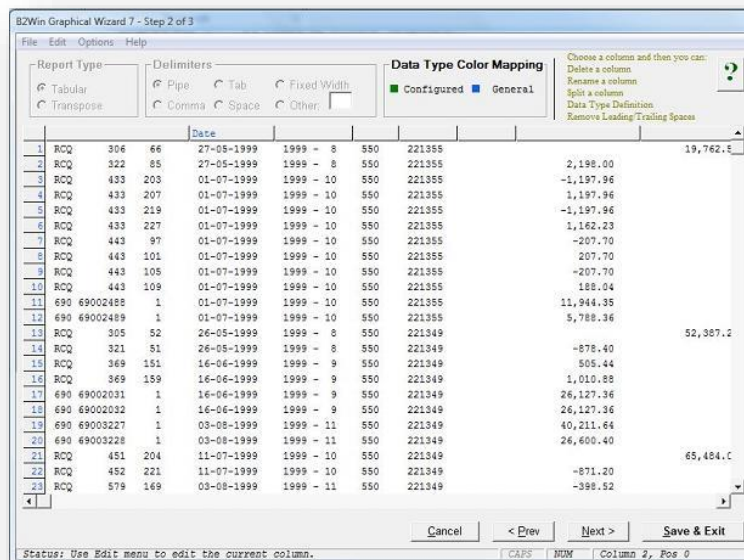 B2Win Graphical Wizard 7 - Step 2 of 3
File Edit Options Help
Report Type
Tabular
Transpose
Delimiters
Pipe Tab Fixed Width
Comma Space Other:
Data Type Color Mapping
Configured General
Choose a column and then you can:
Delete a column
Rename a column
Split a column
Data Type Definition
Remove Leading/Trailing Spaces
?
Date
1 RCQ 306 66 27-05-1999 1999 - 8 550 221355 19,762.5
2 RCQ 322 85 27-05-1999 1999 - 8 550 221355 2,198.00
3 RCQ 433 203 01-07-1999 1999 - 10 550 221355 -1,197.96
4 RCQ 433 207 01-07-1999 1999 - 10 550 221355 1,197.96
5 RCQ 433 219 01-07-1999 1999 - 10 550 221355 -1,197.96
6 RCQ 433 227 01-07-1999 1999 - 10 550 221355 1,162.23
7 RCQ 443 97 01-07-1999 1999 - 10 550 221355 -207.70
8 RCQ 443 101 01-07-1999 1999 - 10 550 221355 207.70
9 RCQ 443 105 01-07-1999 1999 - 10 550 221355 -207.70
10 RCQ 443 109 01-07-1999 1999 - 10 550 221355 188.04
11 690 69002488 1 01-07-1999 1999 - 10 550 221355 11,944.35
12 690 69002489 1 01-07-1999 1999 - 10 550 221355 5,788.36
13 RCQ 305 52 26-05-1999 1999 - 8 550 221349 52,387.2
14 RCQ 321 51 26-05-1999 1999 - 8 550 221349 -878.40
15 RCQ 369 151 16-06-1999 1999 - 9 550 221349 505.44
16 RCQ 369 159 16-06-1999 1999 - 9 550 221349 1,010.88
17 690 69002031 1 16-06-1999 1999 - 9 550 221349 26,127.36
18 690 69002032 1 16-06-1999 1999 - 9 550 221349 26,127.36
19 690 69003227 1 03-08-1999 1999 - 11 550 221349 40,211.64
20 690 69003228 1 03-08-1999 1999 - 11 550 221349 26,600.40
21 RCQ 451 204 11-07-1999 1999 - 10 550 221349 65,484.0
22 RCQ 452 221 11-07-1999 1999 - 10 550 221349 -871.20
23 RCQ 579 169 03-08-1999 1999 - 11 550 221349 -398.52
Cancel < Prev Next > Save & Exit
Status: Use Edit menu to edit the current column. CAPS NUM Column 2, Pos 0